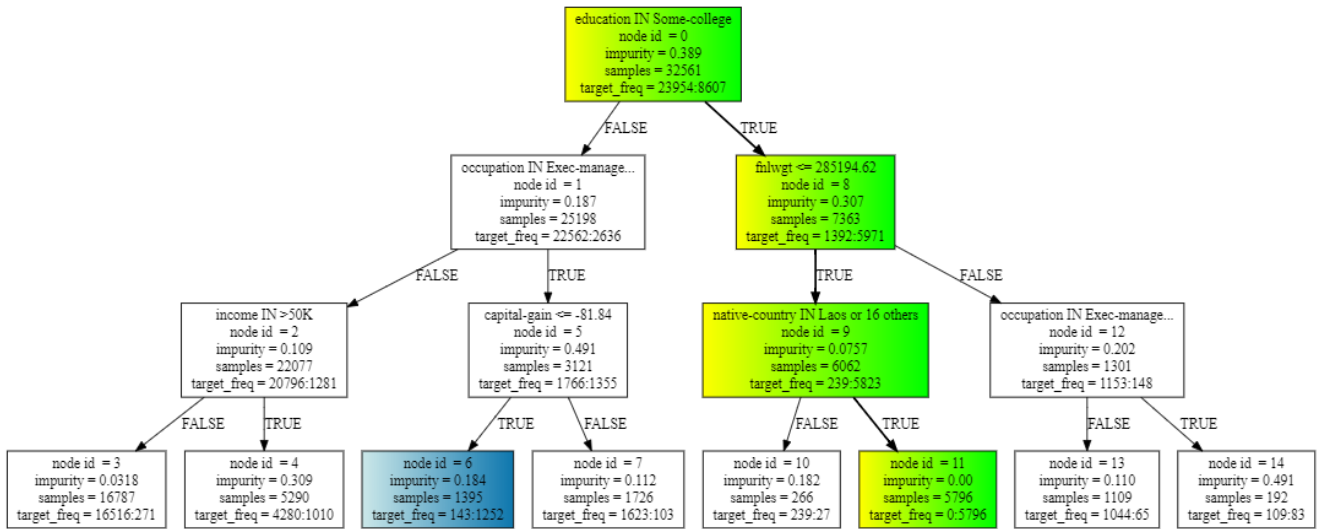 education IN Some-college
node id = 0
impurity = 0.389
samples = 32561
target_freq = 23954:8607
FALSE
TRUE
occupation IN Exec-manage...
node id = 1
impurity = 0.187
samples = 25198
target_freq = 22562:2636
fnlwgt <= 285194.62
node id = 8
impurity = 0.307
samples = 7363
target_freq = 1392:5971
FALSE
TRUE
TRUE
FALSE
income IN >50K
node id = 2
impurity = 0.109
samples = 22077
target_freq = 20796:1281
capital-gain <= -81.84
node id = 5
impurity = 0.491
samples = 3121
target_freq = 1766:1355
native-country IN Laos or 16 others
node id = 9
impurity = 0.0757
samples = 6062
target_freq = 239:5823
occupation IN Exec-manage...
node id = 12
impurity = 0.202
samples = 1301
target_freq = 1153:148
FALSE
TRUE
TRUE
FALSE
FALSE
TRUE
FALSE
TRUE
node id = 3
impurity = 0.0318
samples = 16787
target_freq = 16516:271
node id = 4
impurity = 0.309
samples = 5290
target_freq = 4280:1010
node id = 6
impurity = 0.184
samples = 1395
target_freq = 143:1252
node id = 7
impurity = 0.112
samples = 1726
target_freq = 1623:103
node id = 10
impurity = 0.182
samples = 266
target_freq = 239:27
node id = 11
impurity = 0.00
samples = 5796
target_freq = 0:5796
node id = 13
impurity = 0.110
samples = 1109
target_freq = 1044:65
node id = 14
impurity = 0.491
samples = 192
target_freq = 109:83